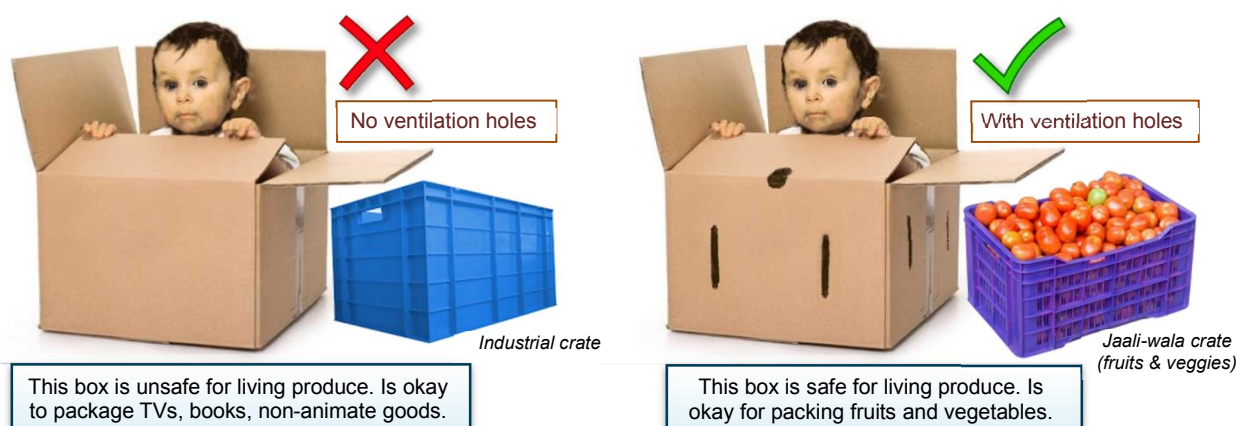 No ventilation holes
Industrial crate
This box is unsafe for living produce. Is okay
to package TVs, books, non-animate goods.
With ventilation holes
Jaali-wala crate
(fruits & veggies)
This box is safe for living produce. Is
okay for packing fruits and vegetables.